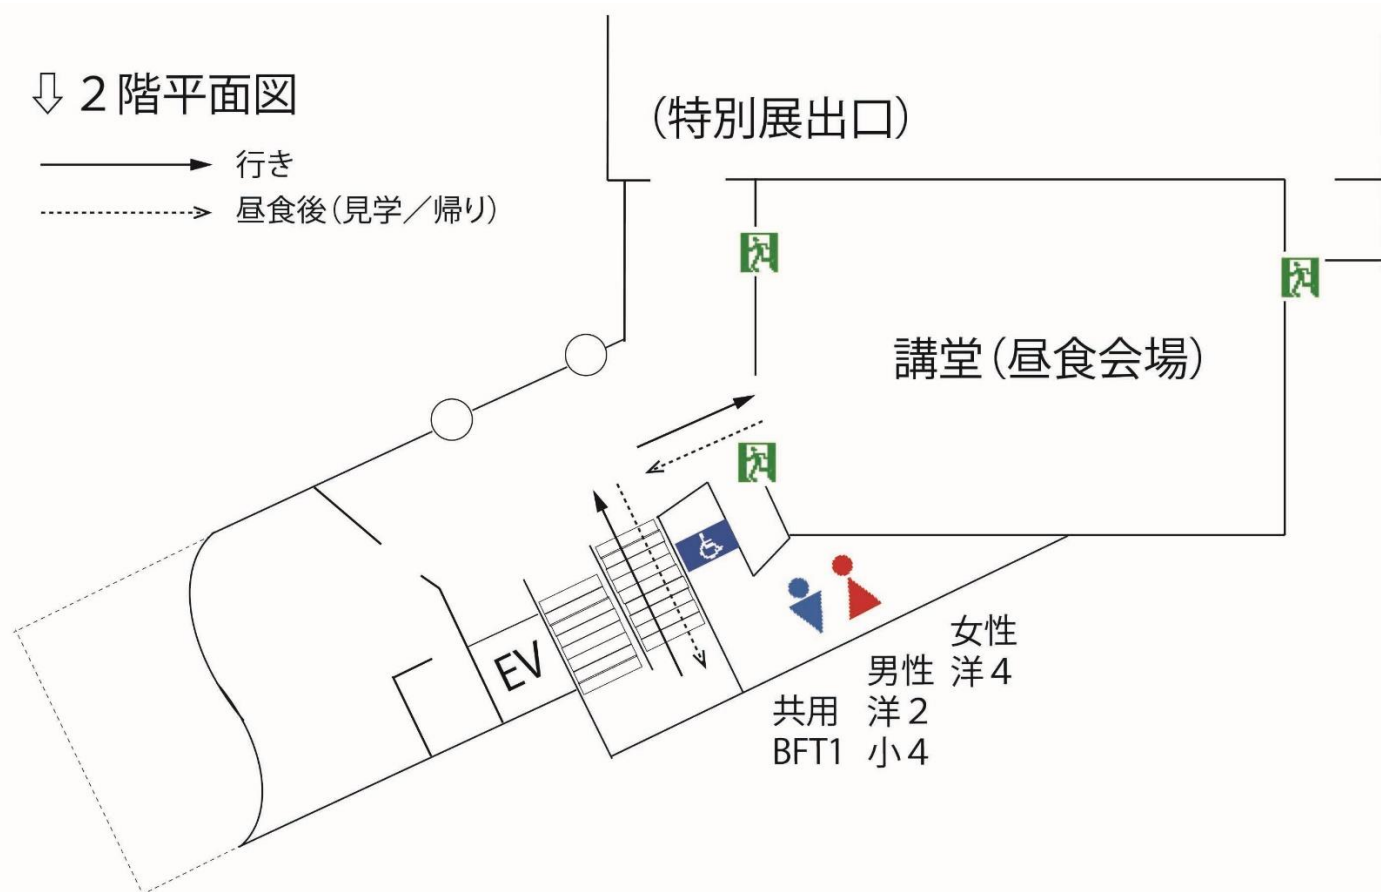 ⇩２階平面図
行き
昼食後（見学／帰り）
（特別展出口）
講堂（昼食会場）
EV
女性
洋４
男性
洋２
小４
共用
BFT1